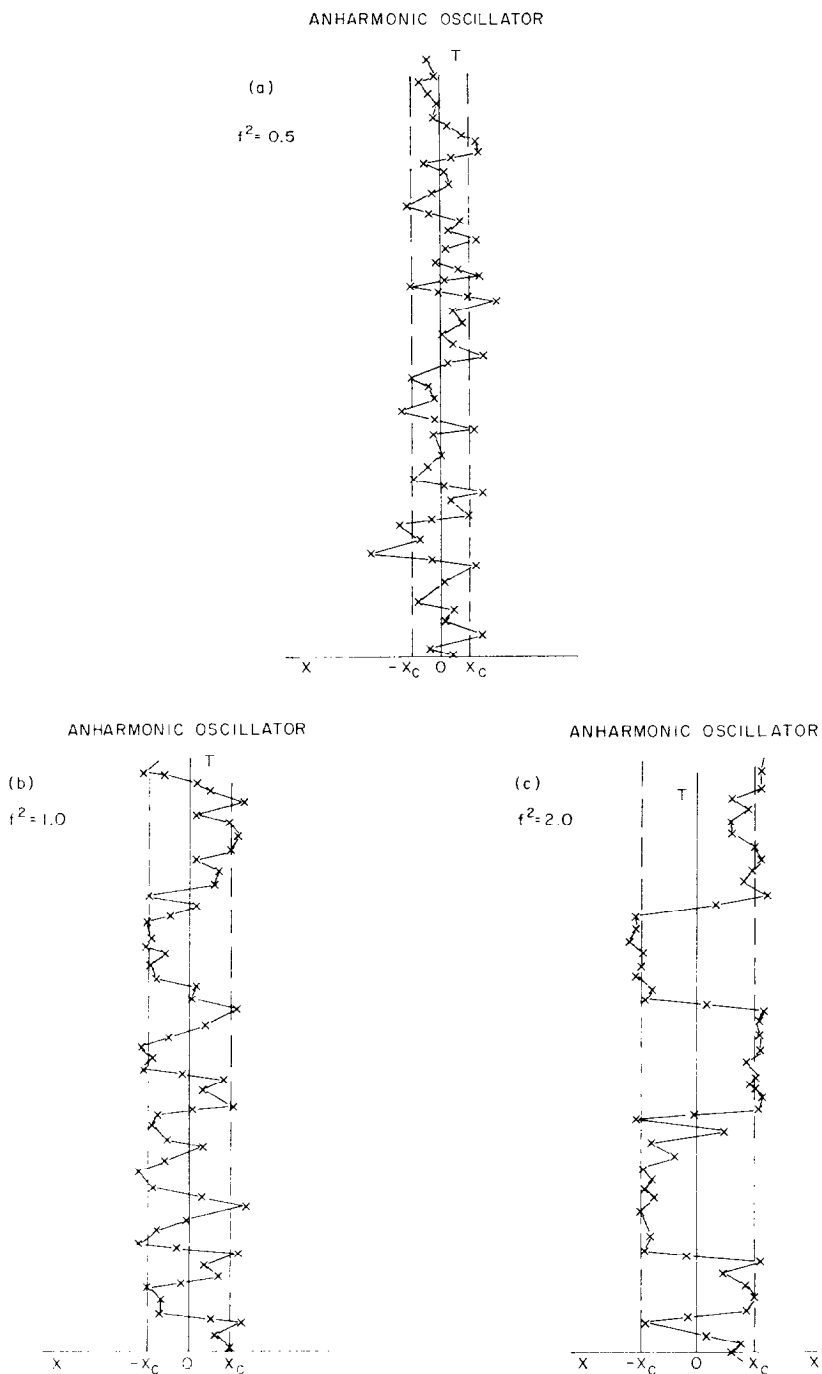 ANHARMONIC OSCILLATOR
T
(a)
f² = 0.5
X -X_C 0 X_C
ANHARMONIC OSCILLATOR
T
(b)
f² = 1.0
X -X_C 0 X_C
ANHARMONIC OSCILLATOR
(c)
T
f² = 2.0
-X_C 0 X_C X